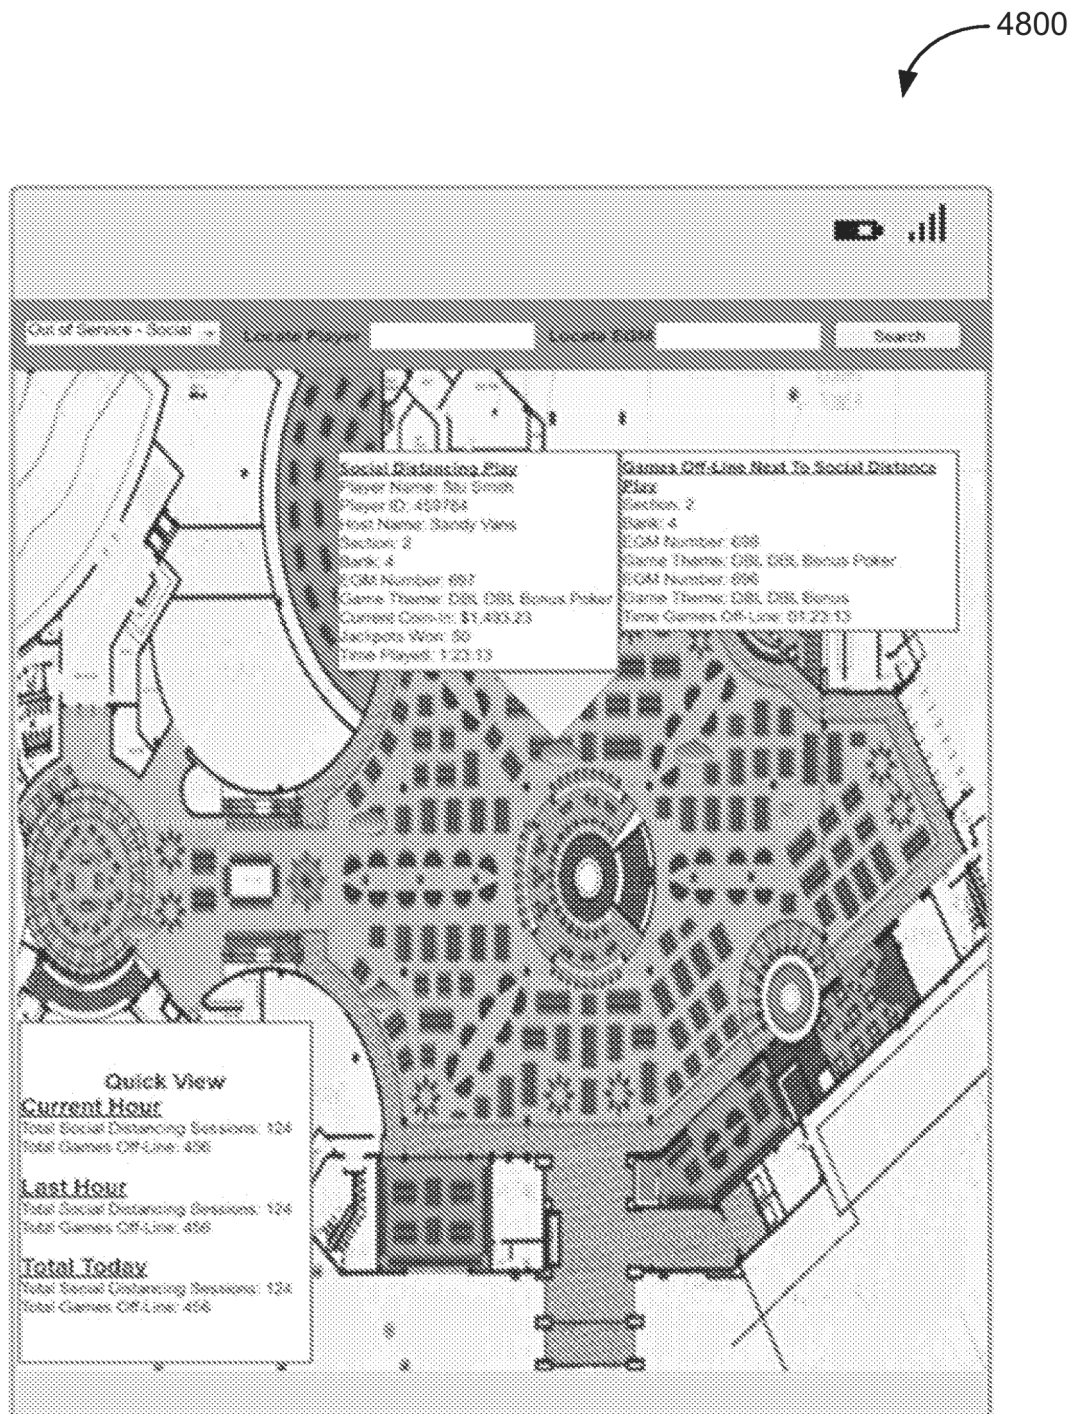 4800
Out of Service - Social
Locate Player
Locate EGM
Search
Social Distancing Play
Player Name: Stu Smith
Player ID: 459784
Host Name: Sandy Vans
Section: 2
Bank: 4
EGM Number: 697
Game Theme: DBL DBL Bonus Poker
Current Coin-In: $1,493.23
Jackpots Won: $0
Time Played: 1:23:13
Games Off-Line Next To Social Distance
Play
Section: 2
Bank: 4
EGM Number: 698
Game Theme: DBL DBL Bonus Poker
EGM Number: 696
Game Theme: DBL DBL Bonus
Time Games Off-Line: 01:23:13
Quick View
Current Hour
Total Social Distancing Sessions: 124
Total Games Off-Line: 456
Last Hour
Total Social Distancing Sessions: 124
Total Games Off-Line: 456
Total Today
Total Social Distancing Sessions: 124
Total Games Off-Line: 456